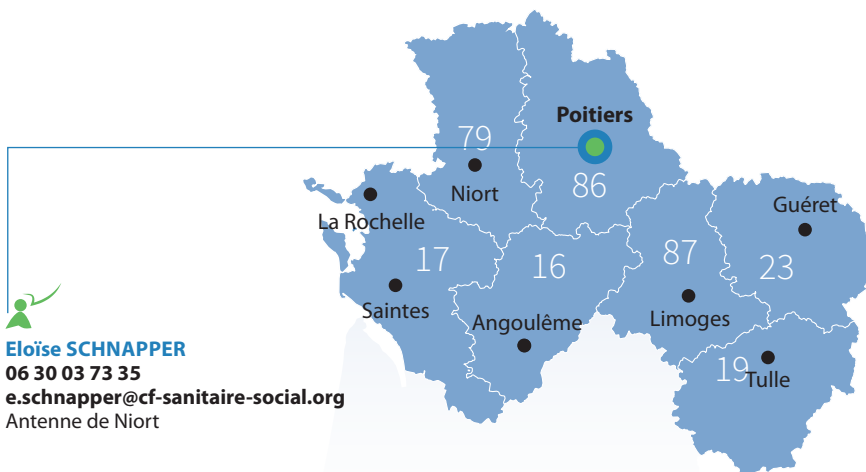 Poitiers
79
Niort
86
Guéret
La Rochelle
17
16
87
23
Saintes
Angoulême
Limoges
19
Tulle
Eloïse SCHNAPPER
06 30 03 73 35
e.schnapper@cf-sanitaire-social.org
Antenne de Niort